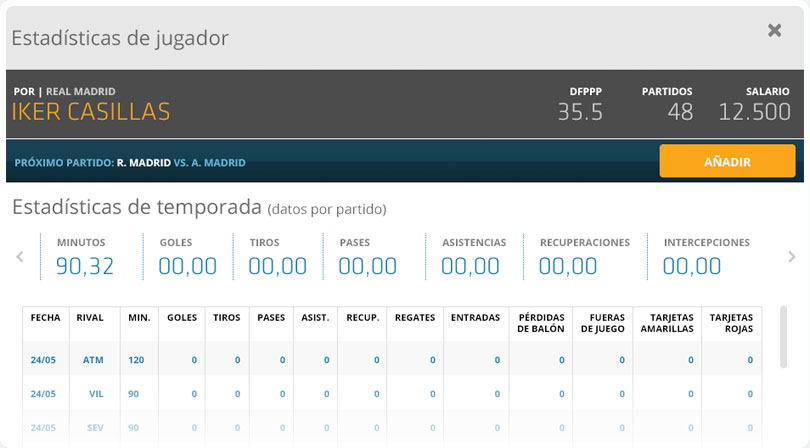 Estadísticas de jugador
POR | REAL MADRID
IKER CASILLAS
DFPPP PARTIDOS SALARIO
35.5 48 12.500
PRÓXIMO PARTIDO: R. MADRID VS. A. MADRID
AÑADIR
Estadísticas de temporada (datos por partido)
MINUTOS GOLES TIROS PASES ASISTENCIAS RECUPERACIONES INTERCEPCIONES
90,32 00,00 00,00 00,00 00,00 00,00 00,00
FECHA RIVAL MIN. GOLES TIROS PASES ASIST. RECUP. REGATES ENTRADAS PÉRDIDAS FUERAS TARJETAS TARJETAS
DE BALÓN DE JUEGO AMARILLAS ROJAS
24/05 ATM 120 0 0 0 0 0 0 0 0 0 0 0
24/05 VIL 90 0 0 0 0 0 0 0 0 0 0 0
24/05 SEV 90 0 0 0 0 0 0 0 0 0 0 0